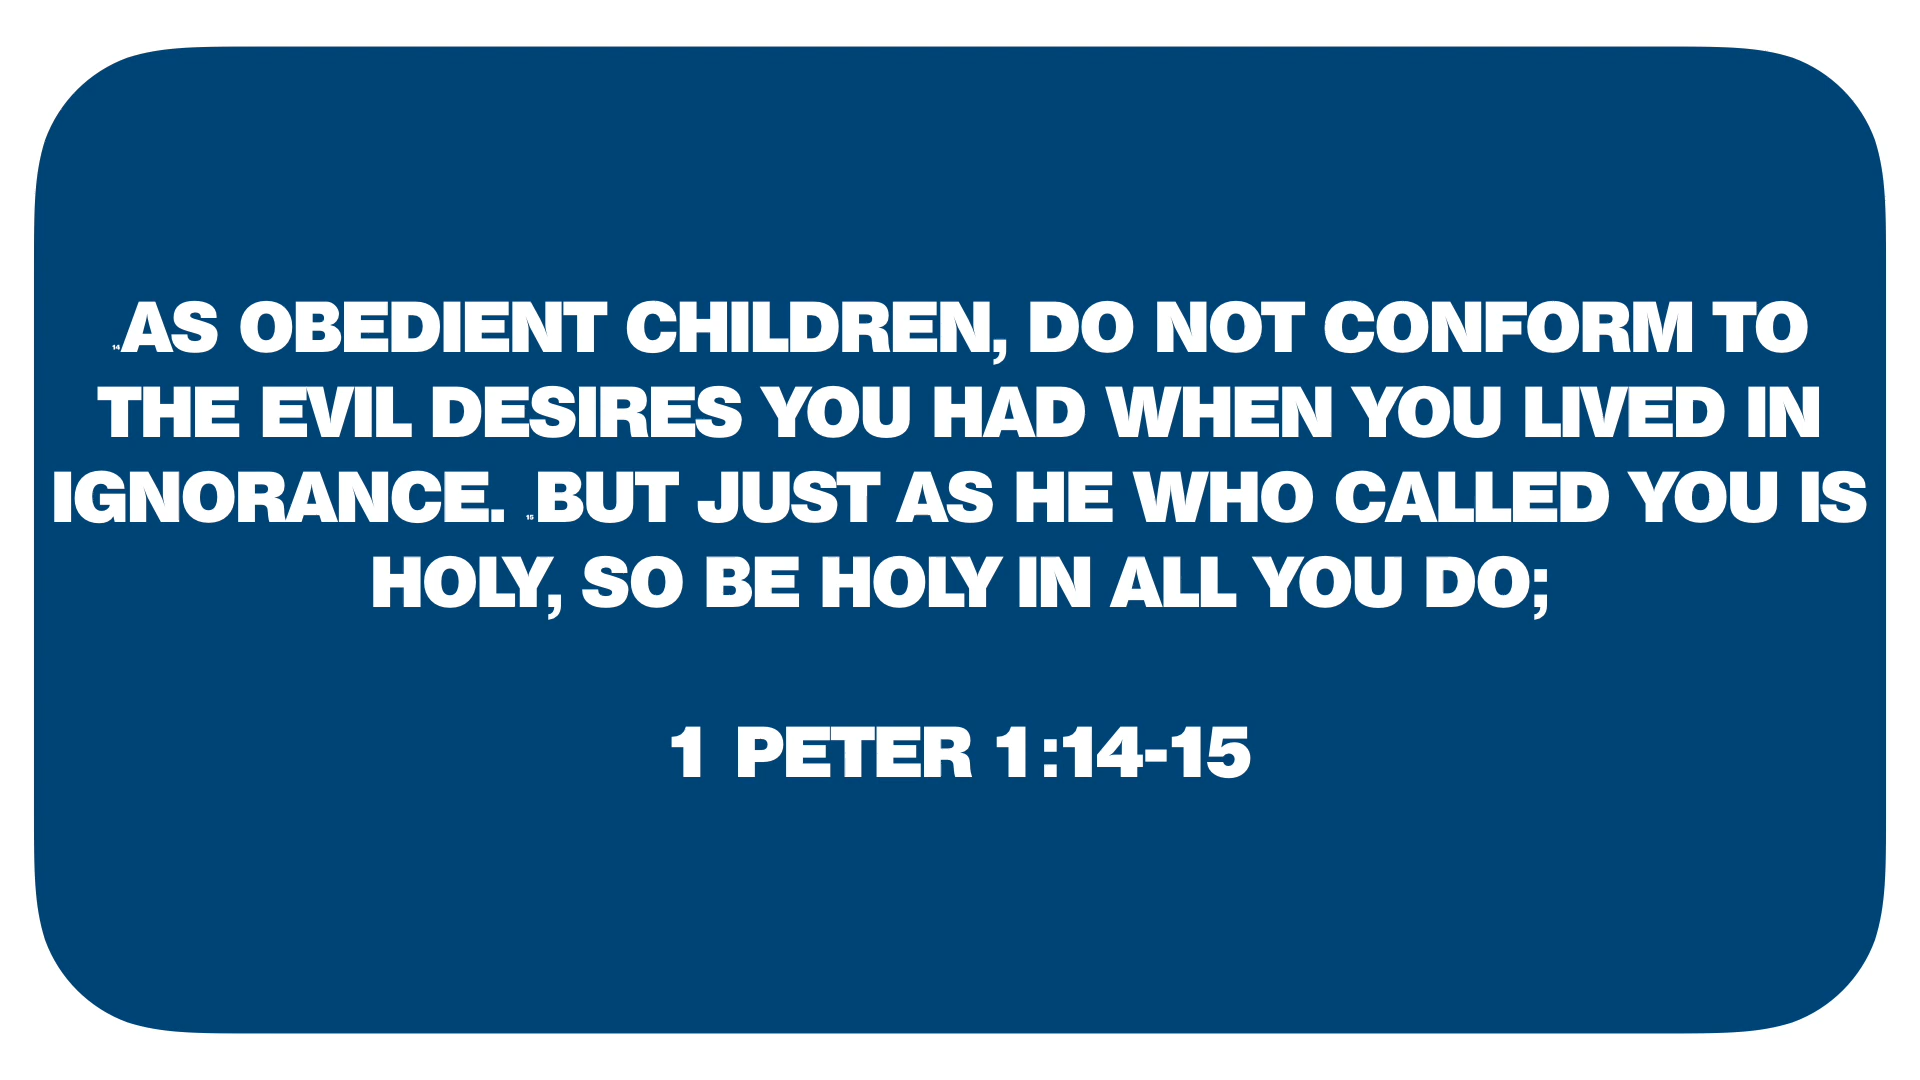 14AS OBEDIENT CHILDREN, DO NOT CONFORM TO
THE EVIL DESIRES YOU HAD WHEN YOU LIVED IN
IGNORANCE. 15BUT JUST AS HE WHO CALLED YOU IS
HOLY, SO BE HOLY IN ALL YOU DO;
1 PETER 1:14-15